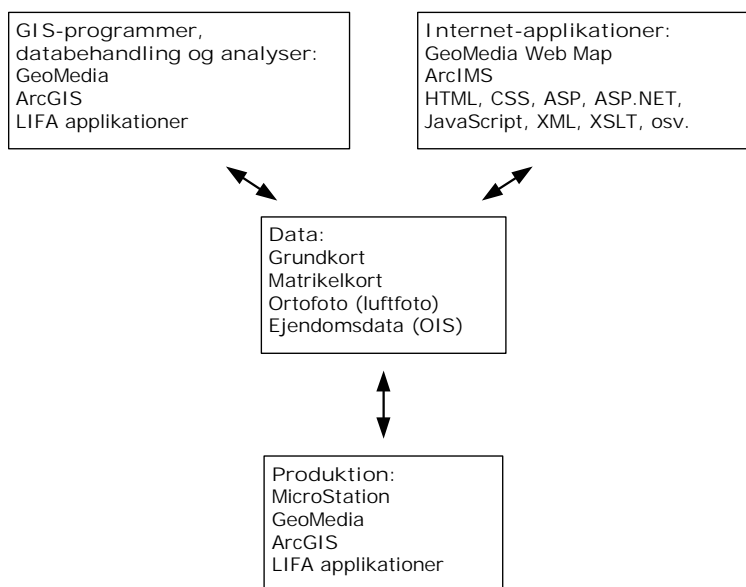 GIS-programmer,
databehandling og analyser:
GeoMedia
ArcGIS
LIFA applikationer
Internet-applikationer:
GeoMedia Web Map
ArcIMS
HTML, CSS, ASP, ASP.NET,
JavaScript, XML, XSLT, osv.
Data:
Grundkort
Matrikelkort
Ortofoto (luftfoto)
Ejendomsdata (OIS)
Produktion:
MicroStation
GeoMedia
ArcGIS
LIFA applikationer